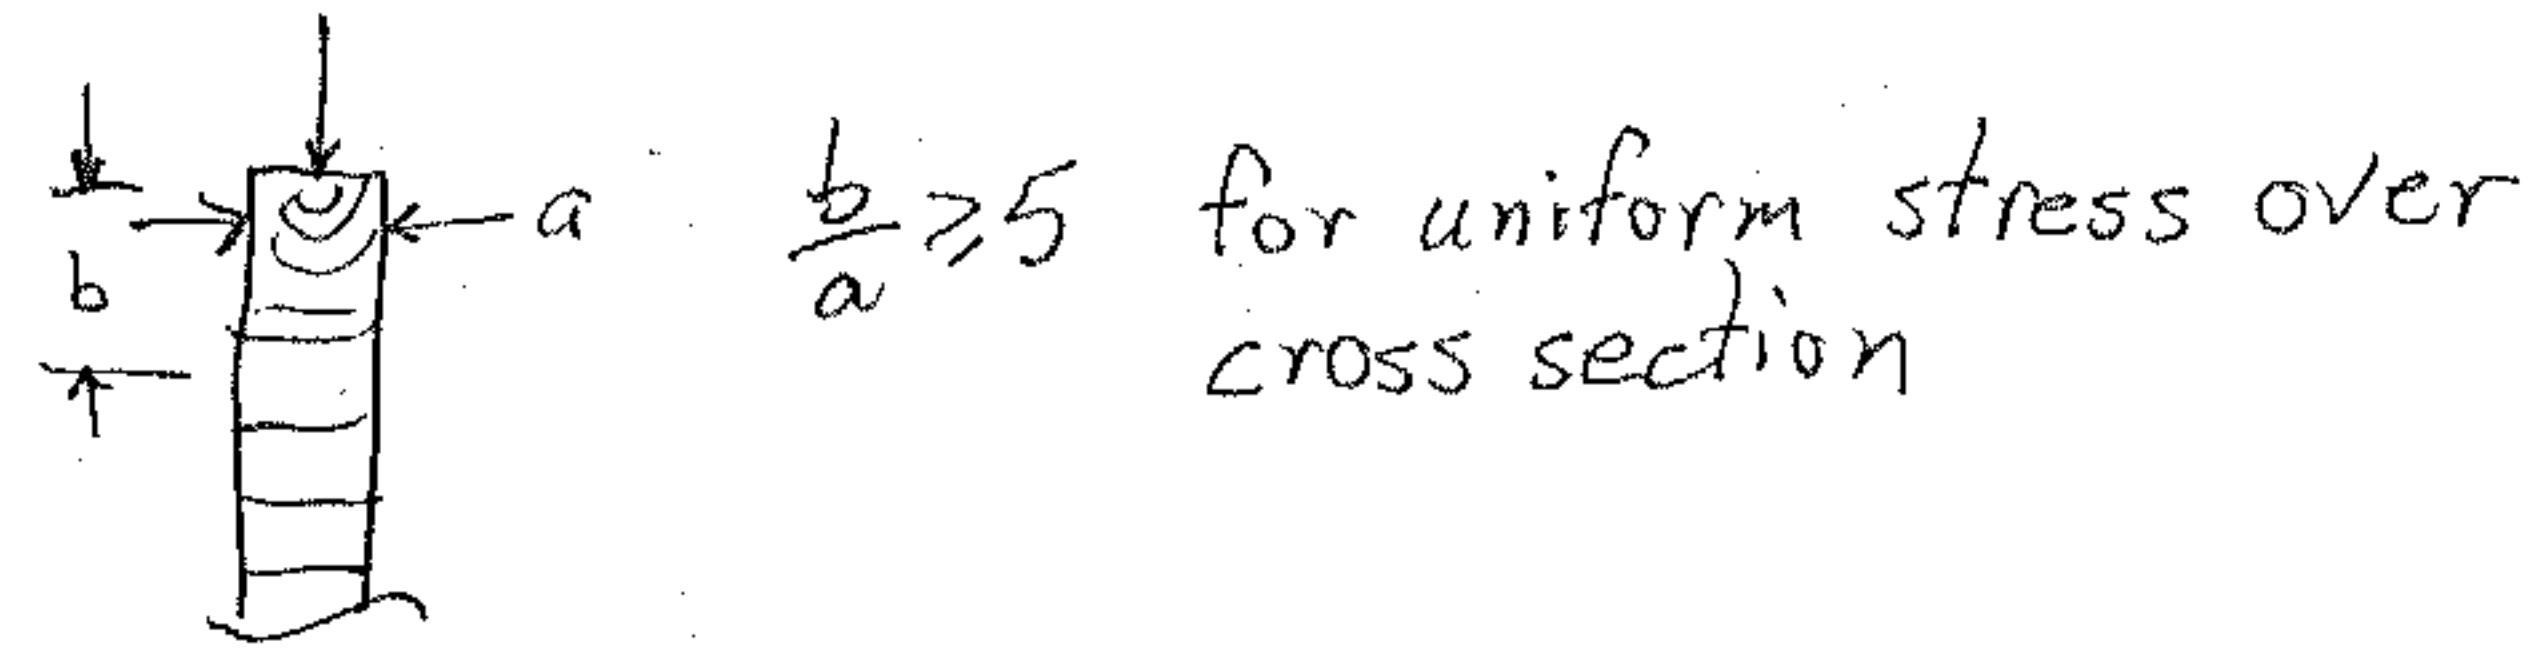 a
b
b/a ≥ 5 for uniform stress over
cross section